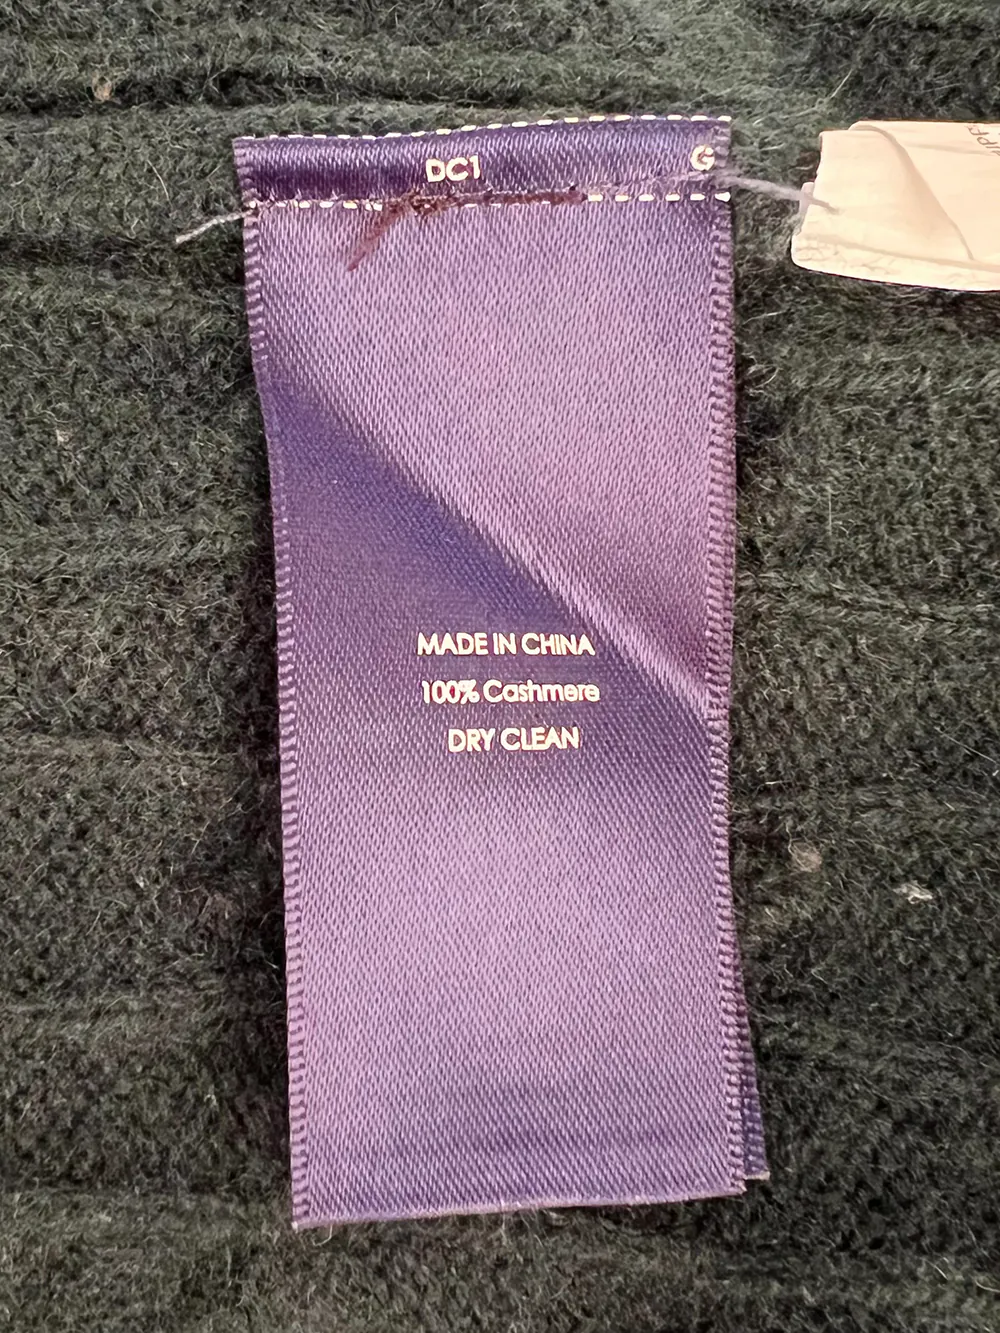 DC1 G
MADE IN CHINA
100% Cashmere
DRY CLEAN